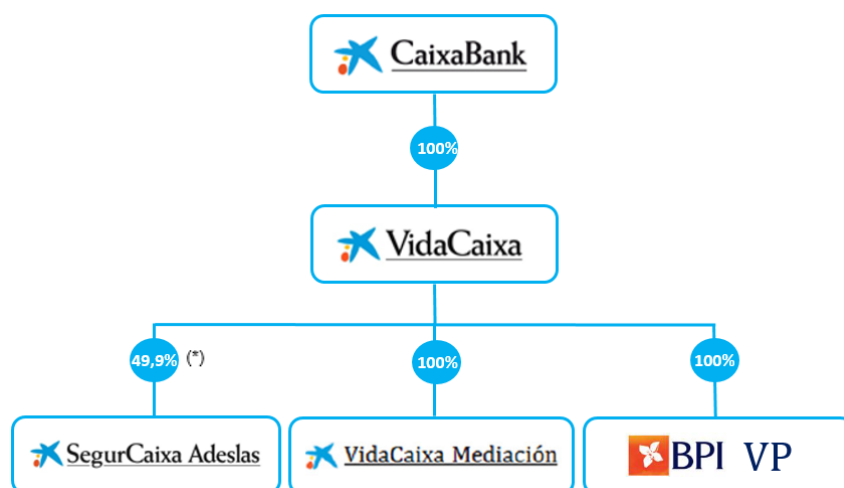 CaixaBank
100%
VidaCaixa
49,9% (*)
100%
100%
SegurCaixa Adeslas
VidaCaixa Mediación
BPI VP